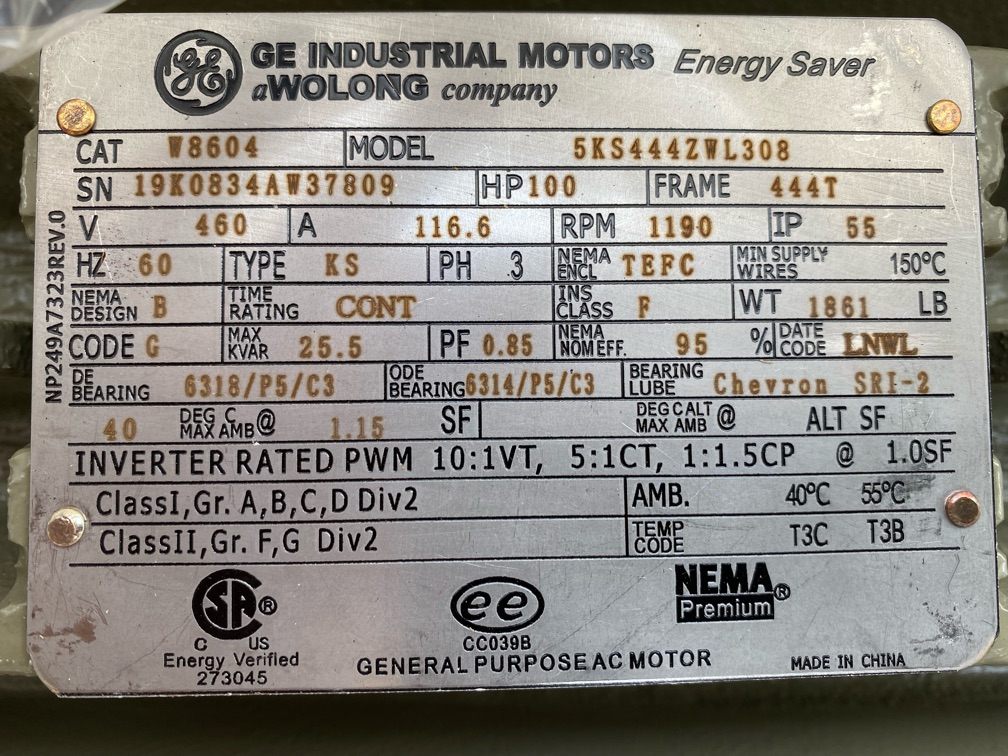 GE INDUSTRIAL MOTORS Energy Saver
aWOLONG company
CAT W8604 MODEL 5KS444ZWL308
SN 19K0834AW37809 HP 100 FRAME 444T
V 460 A 116.6 RPM 1190 IP 55
HZ 60 TYPE KS PH 3 NEMA ENCL TEFC MIN SUPPLY WIRES 150°C
NEMA DESIGN B TIME RATING CONT INS CLASS F WT 1861 LB
CODE G MAX KVAR 25.5 PF 0.85 NEMA NOM EFF. 95 % DATE CODE LNWL
DE BEARING 6318/P5/C3 ODE BEARING 6314/P5/C3 BEARING LUBE Chevron SRI-2
40 DEG C MAX AMB @ 1.15 SF DEG C ALT MAX AMB @ ALT SF
INVERTER RATED PWM 10:1VT, 5:1CT, 1:1.5CP @ 1.0SF
ClassI,Gr. A,B,C,D Div2 AMB. 40°C 55°C
ClassII,Gr. F,G Div2 TEMP CODE T3C T3B
NP249A7323REV.0
GE
SA ®
C US
Energy Verified
273045
ee
CC039B
GENERAL PURPOSE AC MOTOR
NEMA ®
Premium
MADE IN CHINA